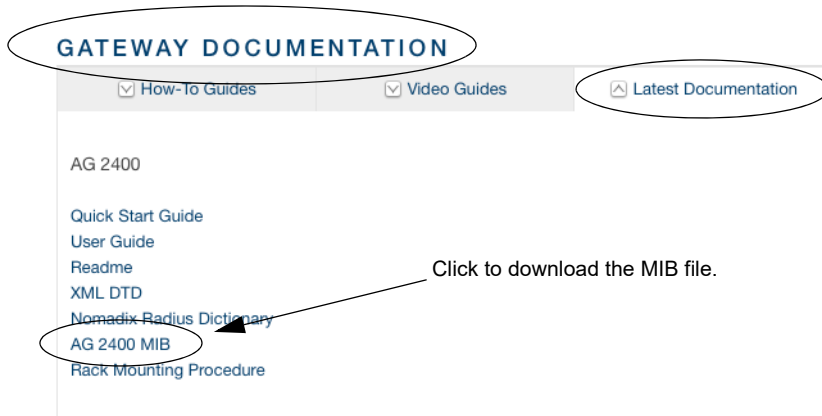 GATEWAY DOCUMENTATION
How-To Guides Video Guides Latest Documentation
AG 2400
Quick Start Guide
User Guide
Readme
Click to download the MIB file.
XML DTD
Nomadix Radius Dictionary
AG 2400 MIB
Rack Mounting Procedure